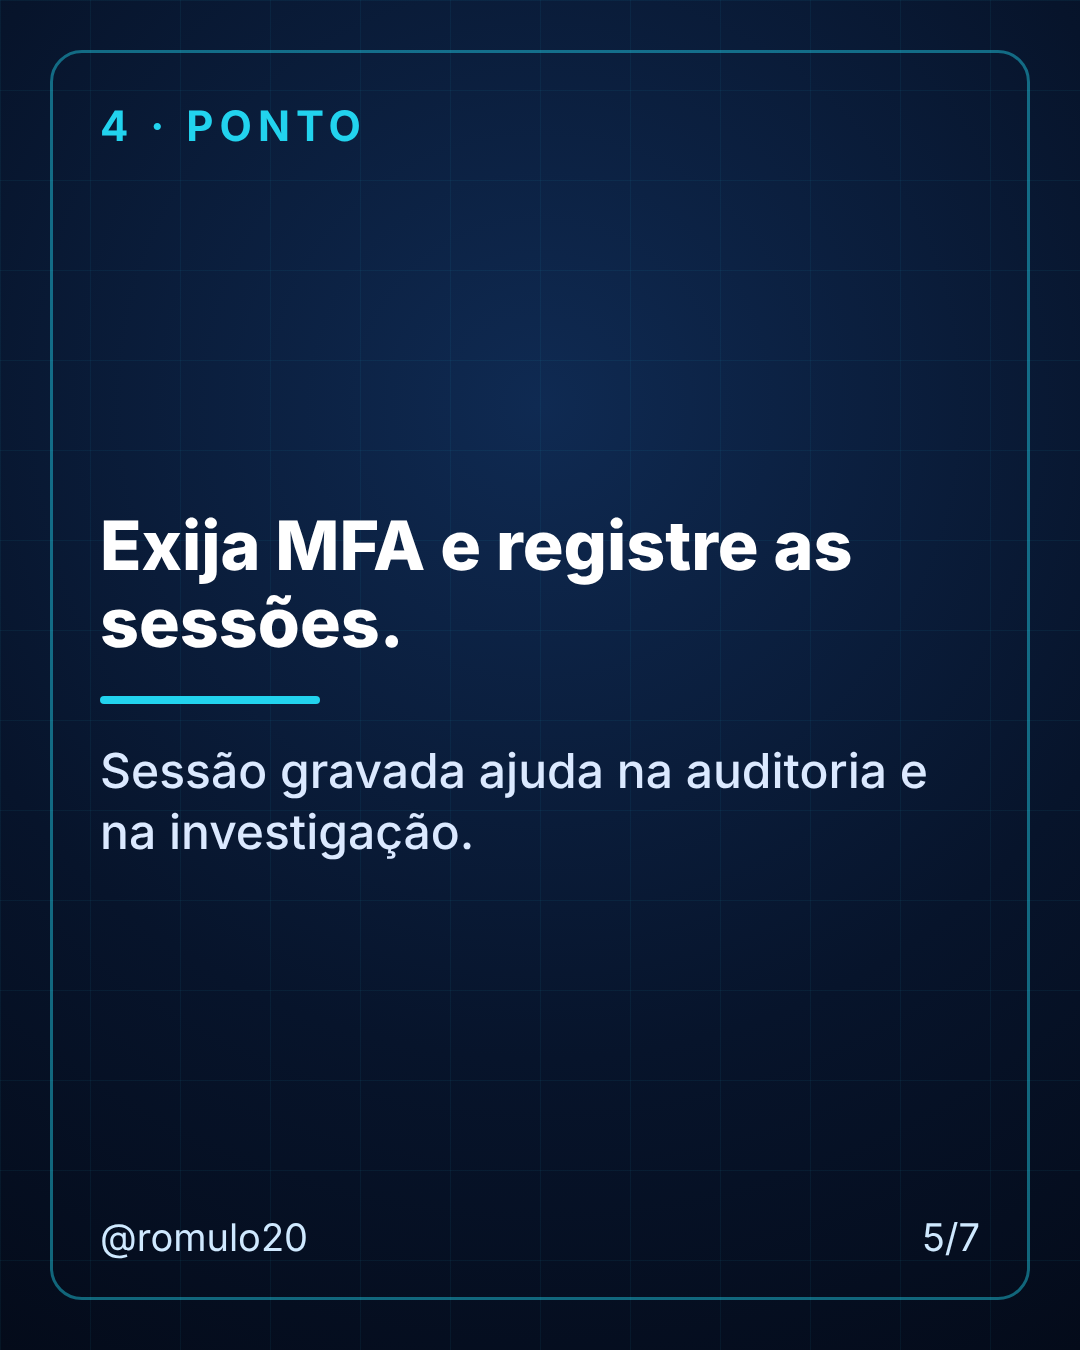 4 · PONTO
Exija MFA e registre as
sessões.
Sessão gravada ajuda na auditoria e
na investigação.
@romulo20
5/7